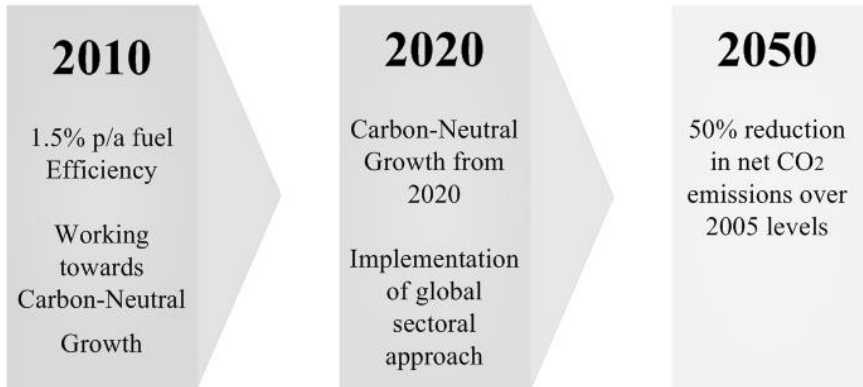 2010
1.5% p/a fuel
Efficiency
Working
towards
Carbon-Neutral
Growth
2020
Carbon-Neutral
Growth from
2020
Implementation
of global
sectoral
approach
2050
50% reduction
in net CO2
emissions over
2005 levels